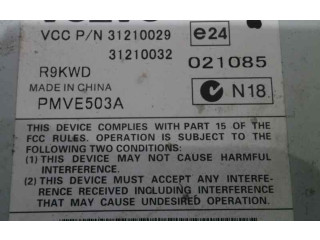 VOLVO
VCC P/N 31210029
31210032
e24
021085
R9KWD
MADE IN CHINA
PMVE503A
N18
THIS DEVICE COMPLIES WITH PART 15 OF THE
FCC RULES. OPERATION IS SUBJECT TO THE
FOLLOWING TWO CONDITIONS:
(1) THIS DEVICE MAY NOT CAUSE HARMFUL
INTERFERENCE.
(2) THIS DEVICE MUST ACCEPT ANY INTERFE-
RENCE RECEIVED INCLUDING INTERFERENCE
THAT MAY CAUSE UNDESIRED OPERATION.